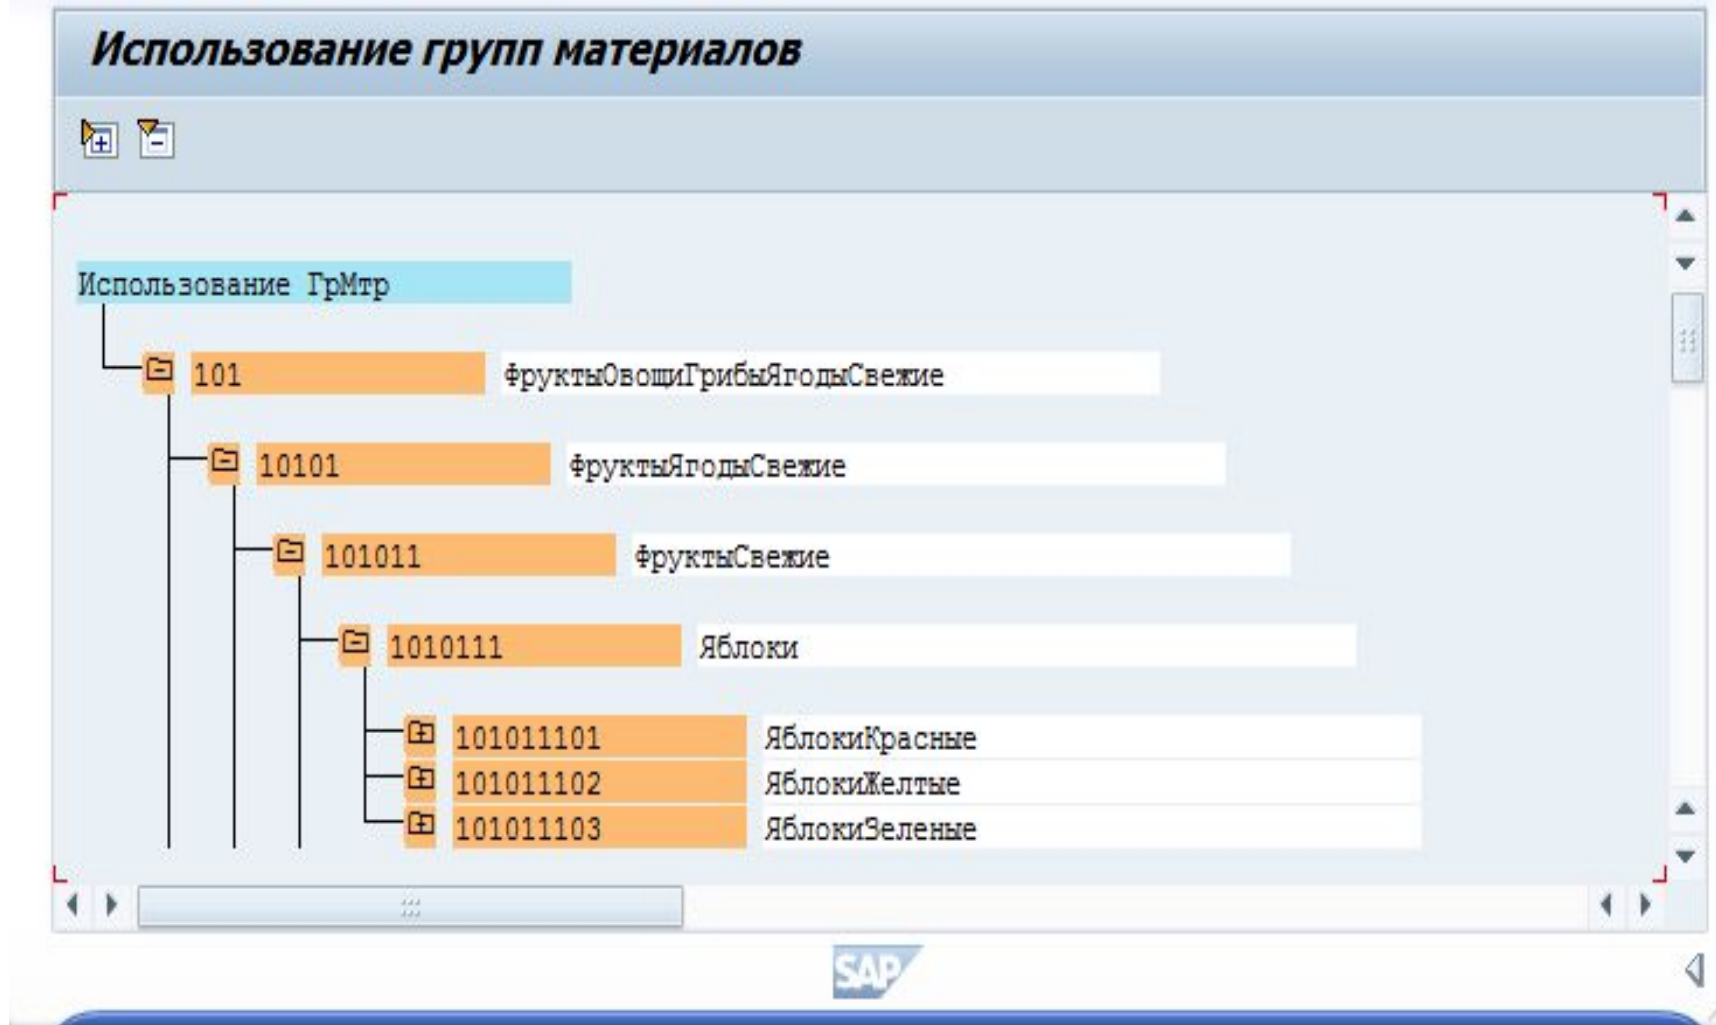 Использование групп материалов
Использование ГрМтр
101 ФруктыОвощиГрибыЯгодыСвежие
10101 ФруктыЯгодыСвежие
101011 ФруктыСвежие
1010111 Яблоки
101011101 ЯблокиКрасные
101011102 ЯблокиЖелтые
101011103 ЯблокиЗеленые
SAP